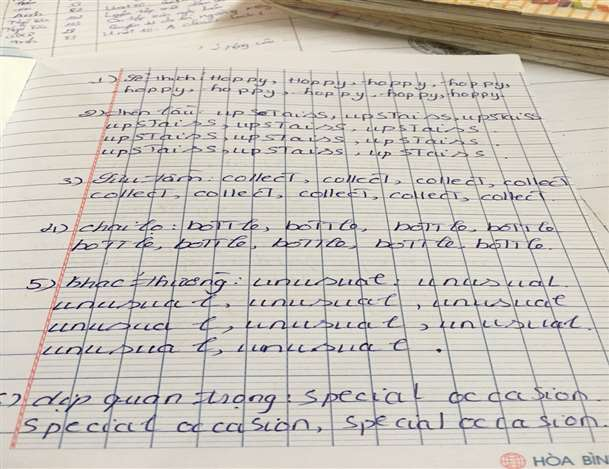 1) Sở thích: Happy, Happy, happy, happy,
happy, happy, happy, happy, happy.
2) trên lầu: upstairs, upstairs, upstairs
upstairs, upstairs, upstairs.
upstairs, upstairs, upstairs.
upstairs, upstairs, upstairs.
3) Sưu tầm: collect, collect, collect, collect
collect, collect, collect, collect, collect.
4) chai lo: bottle, bottle, bottle, bottle
bottle, bottle, bottle, bottle, bottle.
5) khác thường: unusual, unusual.
unusual, unusual, unusual
unusual, unusual, unusual.
unusual, unusual.
dịp quan trọng: special occasion.
special occasion, special occasion.
HÒA BÌN